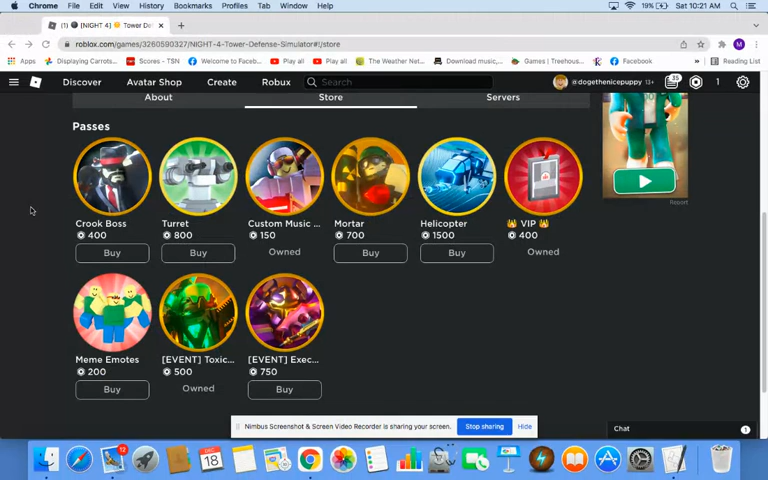 Chrome File Edit View History Bookmarks Profiles Tab Window Help 19% Sat 10:21 AM
(1) [NIGHT 4] Tower De
roblox.com/games/3260590327/NIGHT-4-Tower-Defense-Simulator#!/store
Apps Displaying Carrots... Scores - TSN Welcome to Faceb... Play all Play all The Weather Net... Download music,... Games | Treehous... YouTube Facebook Reading List
Discover Avatar Shop Create Robux Search @dogethenicepuppy 13+ 35 1
About Store Servers
Passes
Report
Crook Boss Turret Custom Music ... Mortar Helicopter VIP
400 800 150 700 1500 400
Buy Buy Owned Buy Buy Owned
Meme Emotes [EVENT] Toxic... [EVENT] Exec...
200 500 750
Buy Owned Buy
Nimbus Screenshot & Screen Video Recorder is sharing your screen. Stop sharing Hide
Chat 1
12
DEC
18